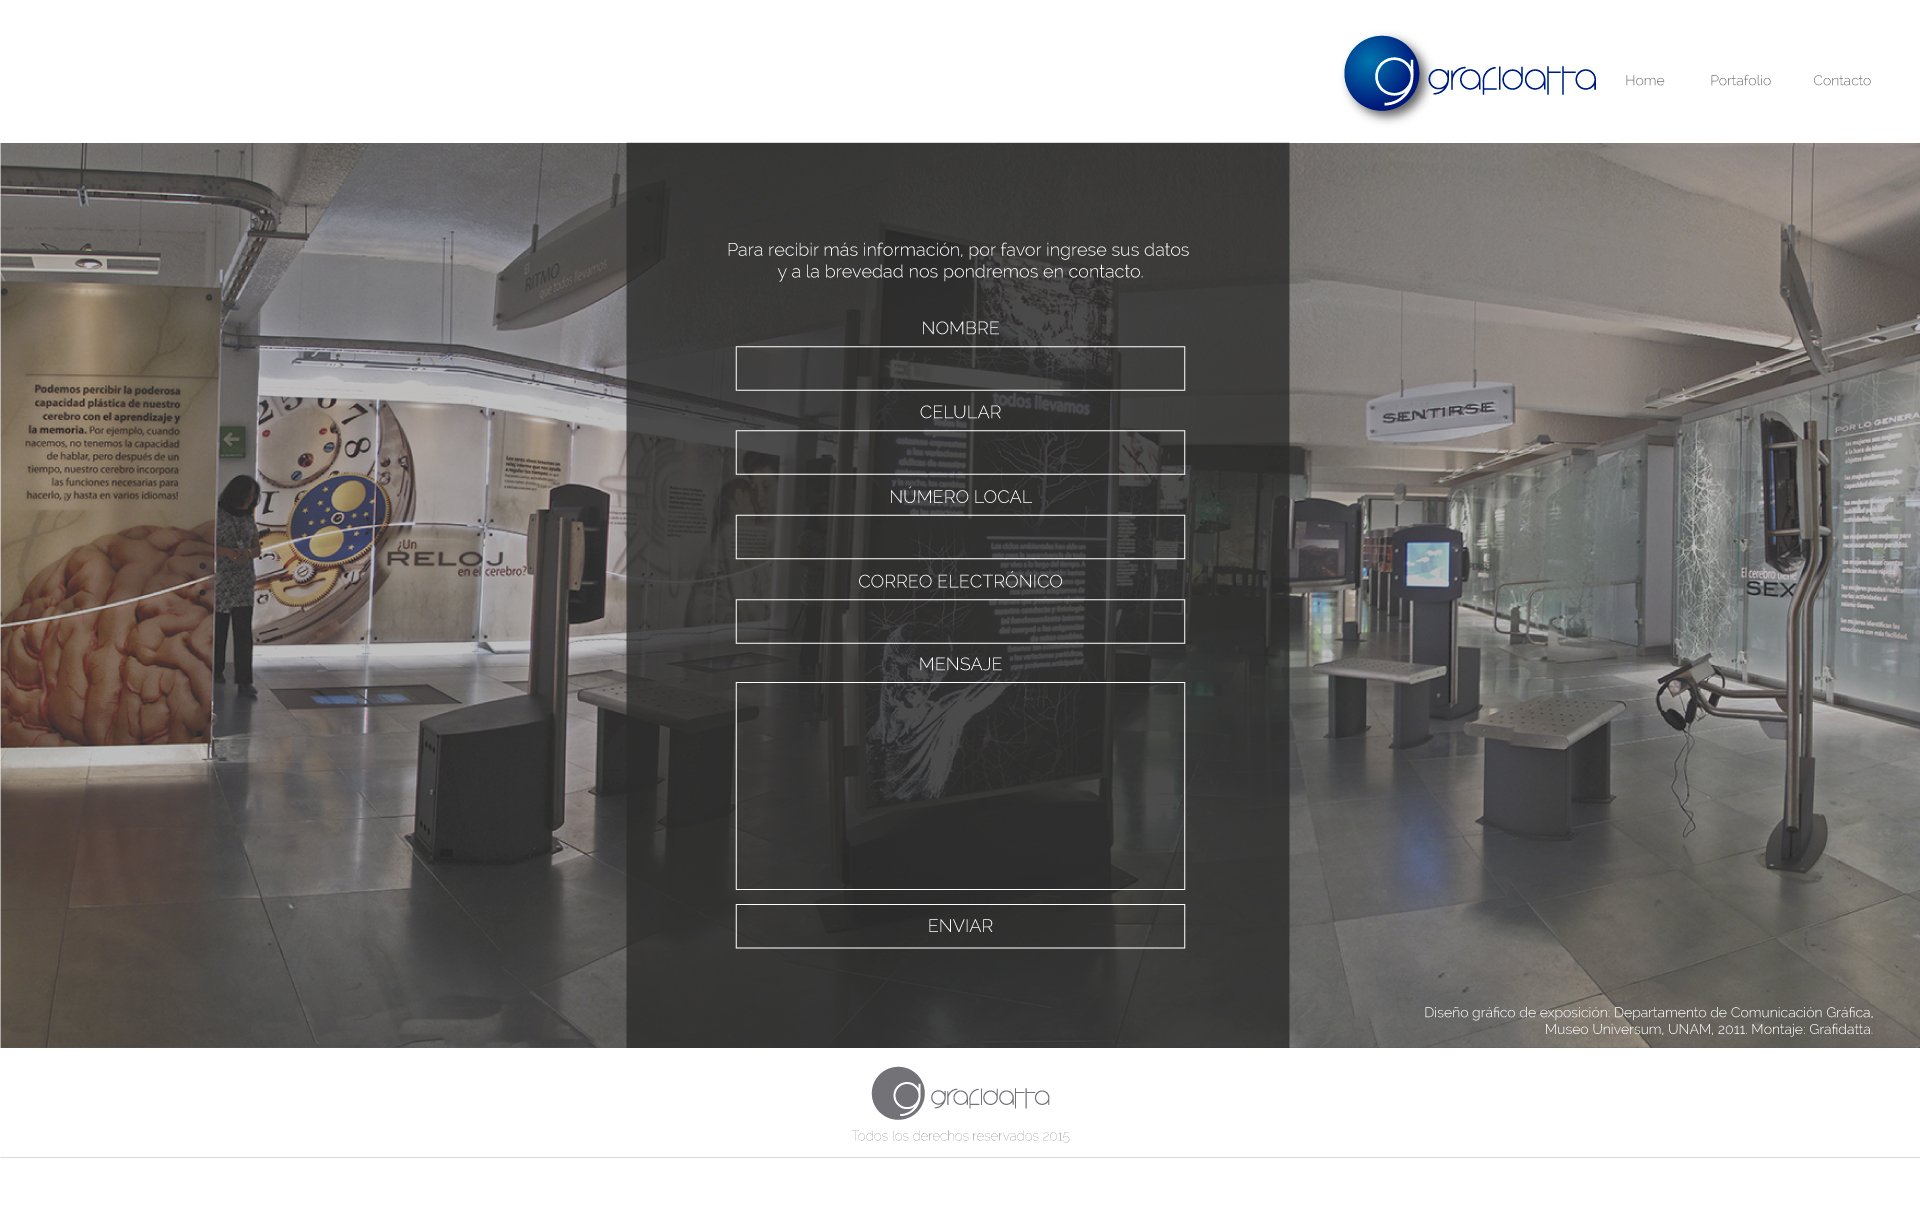 grafidatta
Home
Portafolio
Contacto
Para recibir más información, por favor ingrese sus datos
y a la brevedad nos pondremos en contacto.
NOMBRE
CELULAR
NÚMERO LOCAL
CORREO ELECTRÓNICO
MENSAJE
ENVIAR
El
RITMO
que todos llevamos
Podemos percibir la poderosa
capacidad plástica de nuestro
cerebro con el aprendizaje y
la memoria. Por ejemplo, cuando
nacemos, no tenemos la capacidad
de hablar, pero después de un
tiempo, nuestro cerebro incorpora
las funciones necesarias para
hacerlo, ¡y hasta en varios idiomas!
¿Un
RELOJ
en el cerebro?
todos llevamos
SENTIRSE
POR LO GENERA
El cerebro tiene
SEXO
Diseño gráfico de exposición: Departamento de Comunicación Gráfica,
Museo Universum, UNAM, 2011. Montaje: Grafidatta.
grafidatta
Todos los derechos reservados 2015